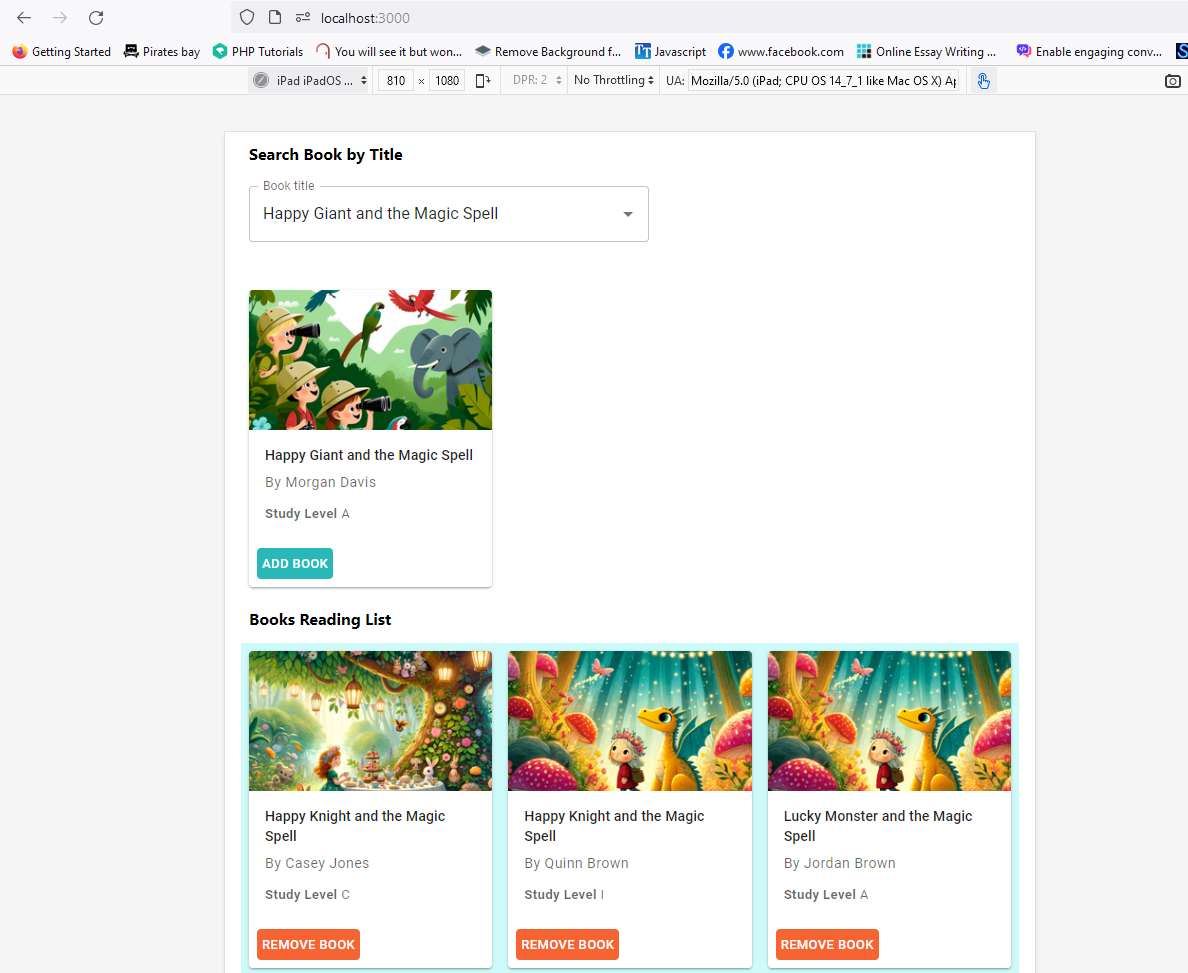 localhost:3000
Getting Started Pirates bay PHP Tutorials You will see it but won... Remove Background f... Javascript www.facebook.com Online Essay Writing ... Enable engaging conv...
iPad iPadOS ... 810 × 1080 DPR: 2 No Throttling UA: Mozilla/5.0 (iPad; CPU OS 14_7_1 like Mac OS X) Ap
Search Book by Title
Book title
Happy Giant and the Magic Spell
Happy Giant and the Magic Spell
By Morgan Davis
Study Level A
ADD BOOK
Books Reading List
Happy Knight and the Magic
Spell
By Casey Jones
Study Level C
REMOVE BOOK
Happy Knight and the Magic
Spell
By Quinn Brown
Study Level I
REMOVE BOOK
Lucky Monster and the Magic
Spell
By Jordan Brown
Study Level A
REMOVE BOOK